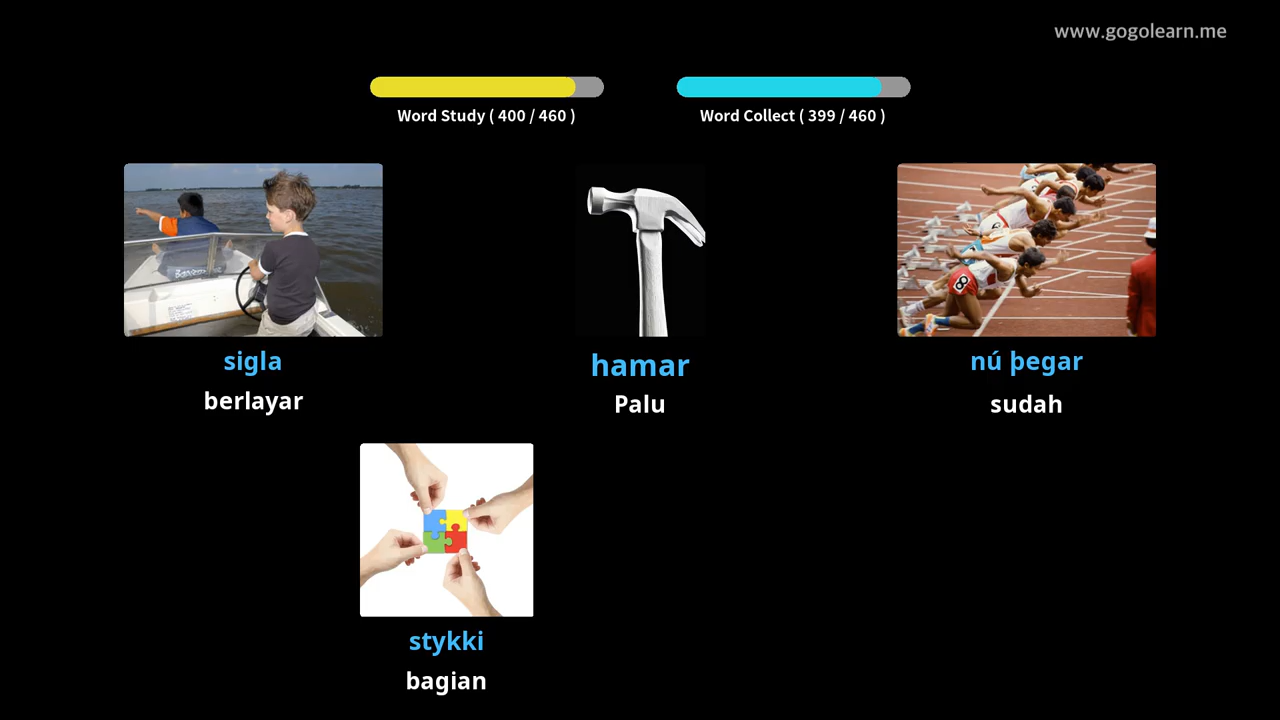 www.gogolearn.me
Word Study ( 400 / 460 )
Word Collect ( 399 / 460 )
sigla
berlayar
hamar
Palu
nú þegar
sudah
stykki
bagian